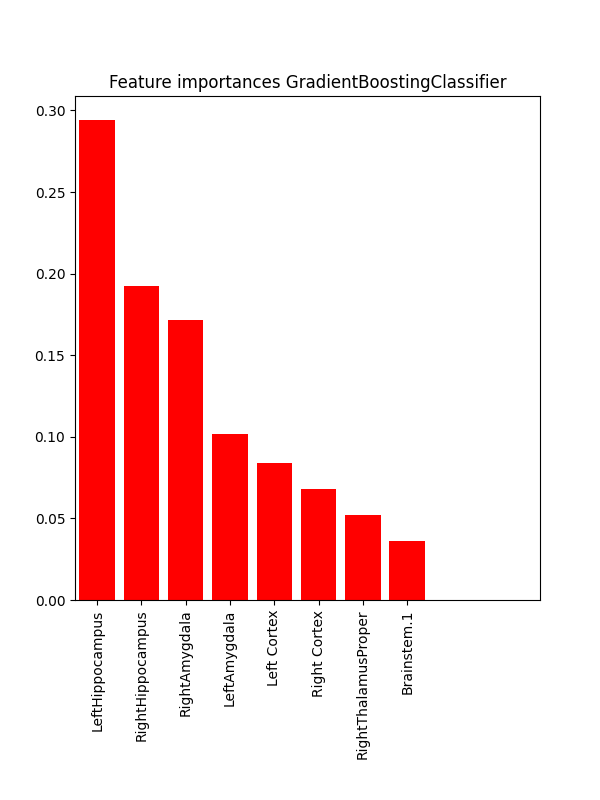 Feature importances GradientBoostingClassifier
0.30
0.25
0.20
0.15
0.10
0.05
0.00
LeftHippocampus
RightHippocampus
RightAmygdala
LeftAmygdala
Left Cortex
Right Cortex
RightThalamusProper
Brainstem.1